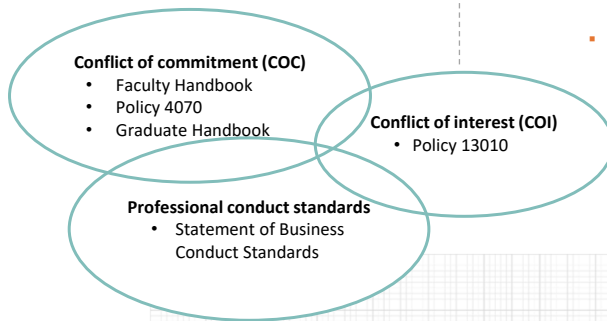 Conflict of commitment (COC)
• Faculty Handbook
• Policy 4070
• Graduate Handbook
Conflict of interest (COI)
• Policy 13010
Professional conduct standards
• Statement of Business
Conduct Standards